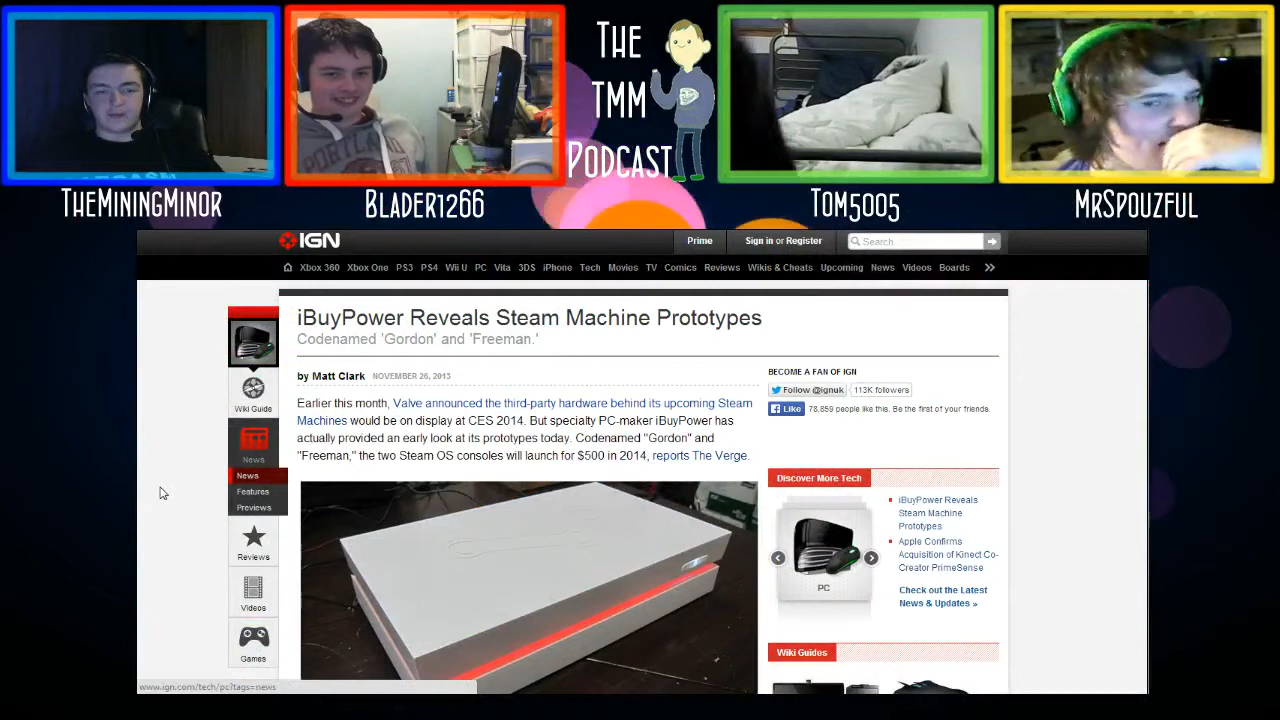 The
TMM
Podcast
TheMiningMinor
Blader1266
Tom5005
MrSpouzful
PORTLAND
IGN
Prime
Sign in or Register
Search
Xbox 360 Xbox One PS3 PS4 Wii U PC Vita 3DS iPhone Tech Movies TV Comics Reviews Wikis & Cheats Upcoming News Videos Boards
iBuyPower Reveals Steam Machine Prototypes
Codenamed 'Gordon' and 'Freeman.'
by Matt Clark NOVEMBER 26, 2013
Earlier this month, Valve announced the third-party hardware behind its upcoming Steam
Machines would be on display at CES 2014. But specialty PC-maker iBuyPower has
actually provided an early look at its prototypes today. Codenamed "Gordon" and
"Freeman," the two Steam OS consoles will launch for $500 in 2014, reports The Verge.
Wiki Guide
News
News
Features
Previews
Reviews
Videos
Games
BECOME A FAN OF IGN
Follow @ignuk 113K followers
Like 78,859 people like this. Be the first of your friends.
Discover More Tech
PC
iBuyPower Reveals
Steam Machine
Prototypes
Apple Confirms
Acquisition of Kinect Co-
Creator PrimeSense
Check out the Latest
News & Updates »
Wiki Guides
www.ign.com/tech/pc?tags=news